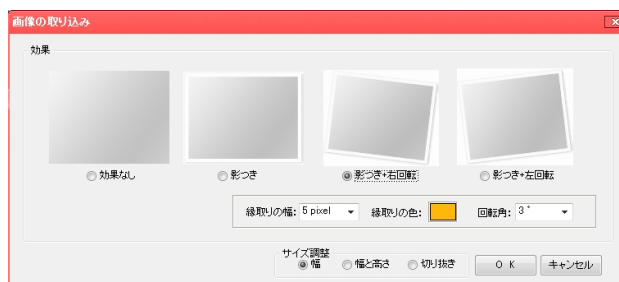 画像の取り込み
効果
効果なし
影つき
影つき+右回転
影つき+左回転
縁取りの幅: 5 pixel 縁取りの色: 回転角: 3°
サイズ調整
幅 幅と高さ 切り抜き OK キャンセル